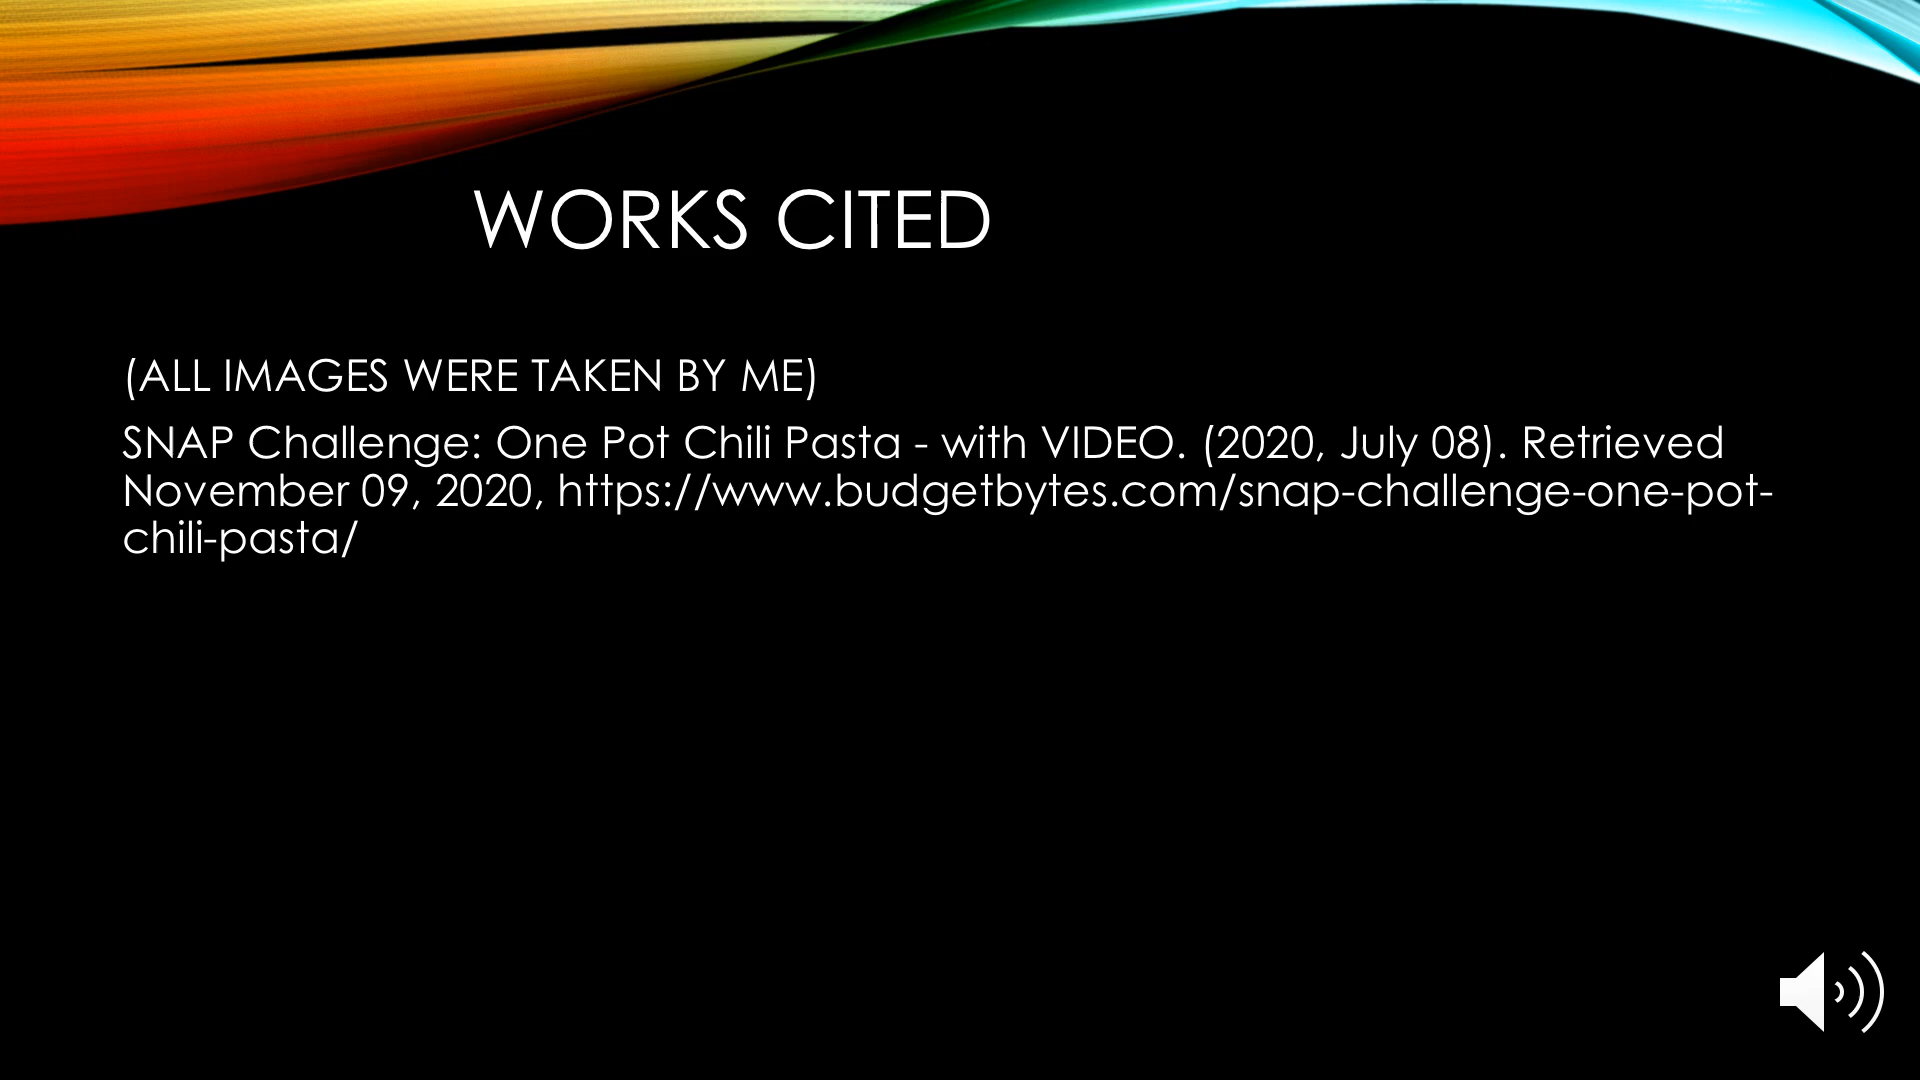 WORKS CITED
(ALL IMAGES WERE TAKEN BY ME)
SNAP Challenge: One Pot Chili Pasta - with VIDEO. (2020, July 08). Retrieved
November 09, 2020, https://www.budgetbytes.com/snap-challenge-one-pot-
chili-pasta/